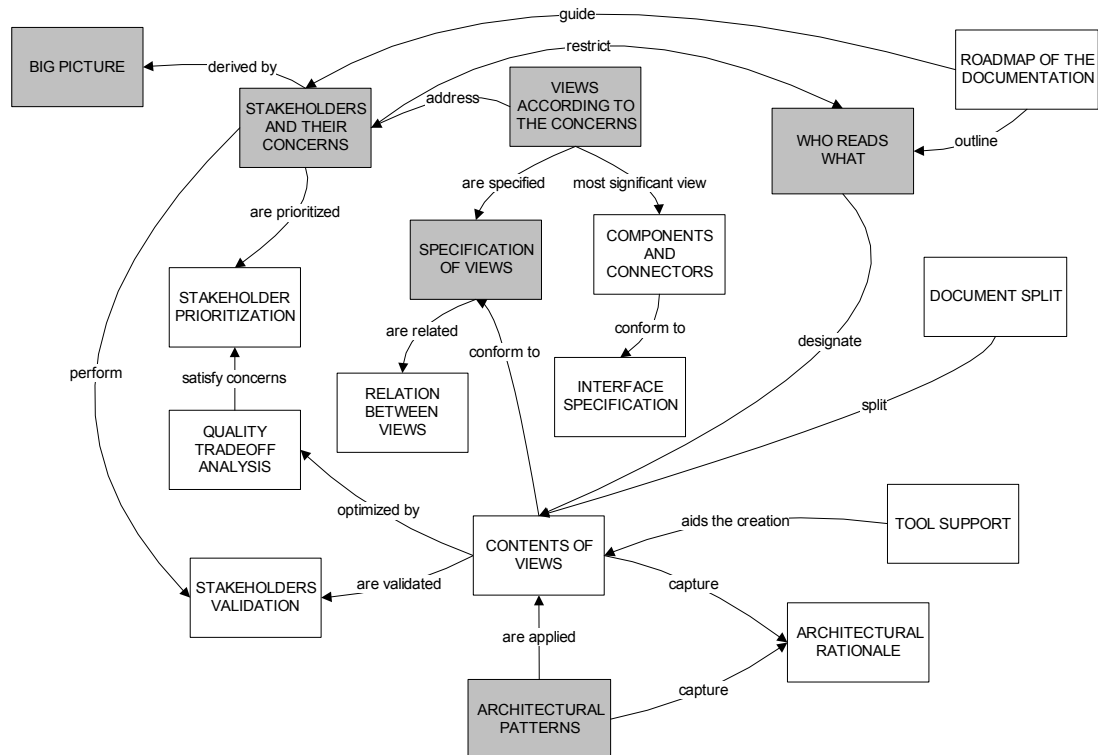 guide
BIG PICTURE
derived by
restrict
ROADMAP OF THE
DOCUMENTATION
STAKEHOLDERS
AND THEIR
CONCERNS
address
VIEWS
ACCORDING TO
THE CONCERNS
WHO READS
WHAT
outline
are prioritized
are specified
most significant view
SPECIFICATION
OF VIEWS
COMPONENTS
AND
CONNECTORS
STAKEHOLDER
PRIORITIZATION
DOCUMENT SPLIT
are related
conform to
conform to
designate
perform
satisfy concerns
RELATION
BETWEEN
VIEWS
INTERFACE
SPECIFICATION
split
QUALITY
TRADEOFF
ANALYSIS
optimized by
aids the creation
TOOL SUPPORT
CONTENTS OF
VIEWS
STAKEHOLDERS
VALIDATION
are validated
capture
are applied
ARCHITECTURAL
RATIONALE
capture
ARCHITECTURAL
PATTERNS